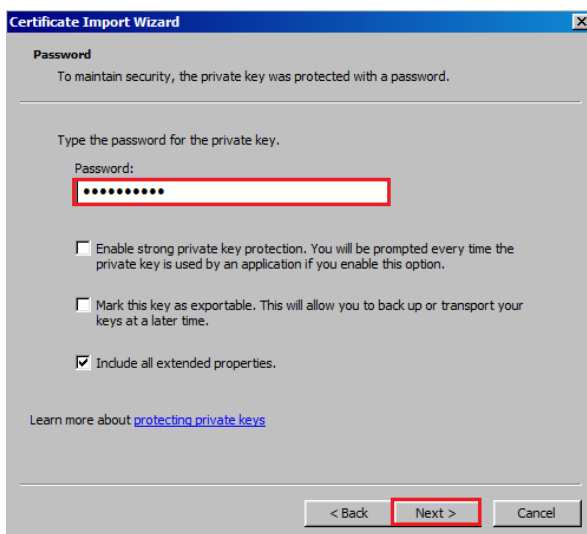 Certificate Import Wizard
Password
To maintain security, the private key was protected with a password.
Type the password for the private key.
Password:
••••••••••
Enable strong private key protection. You will be prompted every time the
private key is used by an application if you enable this option.
Mark this key as exportable. This will allow you to back up or transport your
keys at a later time.
Include all extended properties.
Learn more about protecting private keys
< Back Next > Cancel